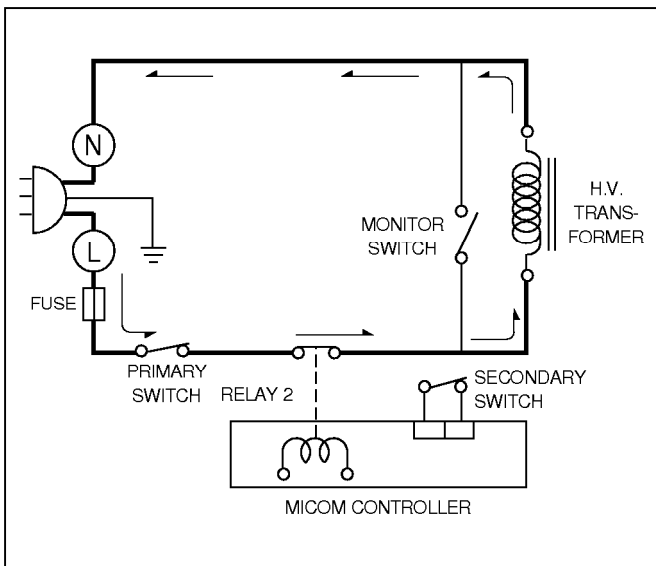 N
MONITOR
SWITCH
H.V.
TRANS-
FORMER
L
FUSE
PRIMARY
SWITCH
RELAY 2
SECONDARY
SWITCH
MICOM CONTROLLER